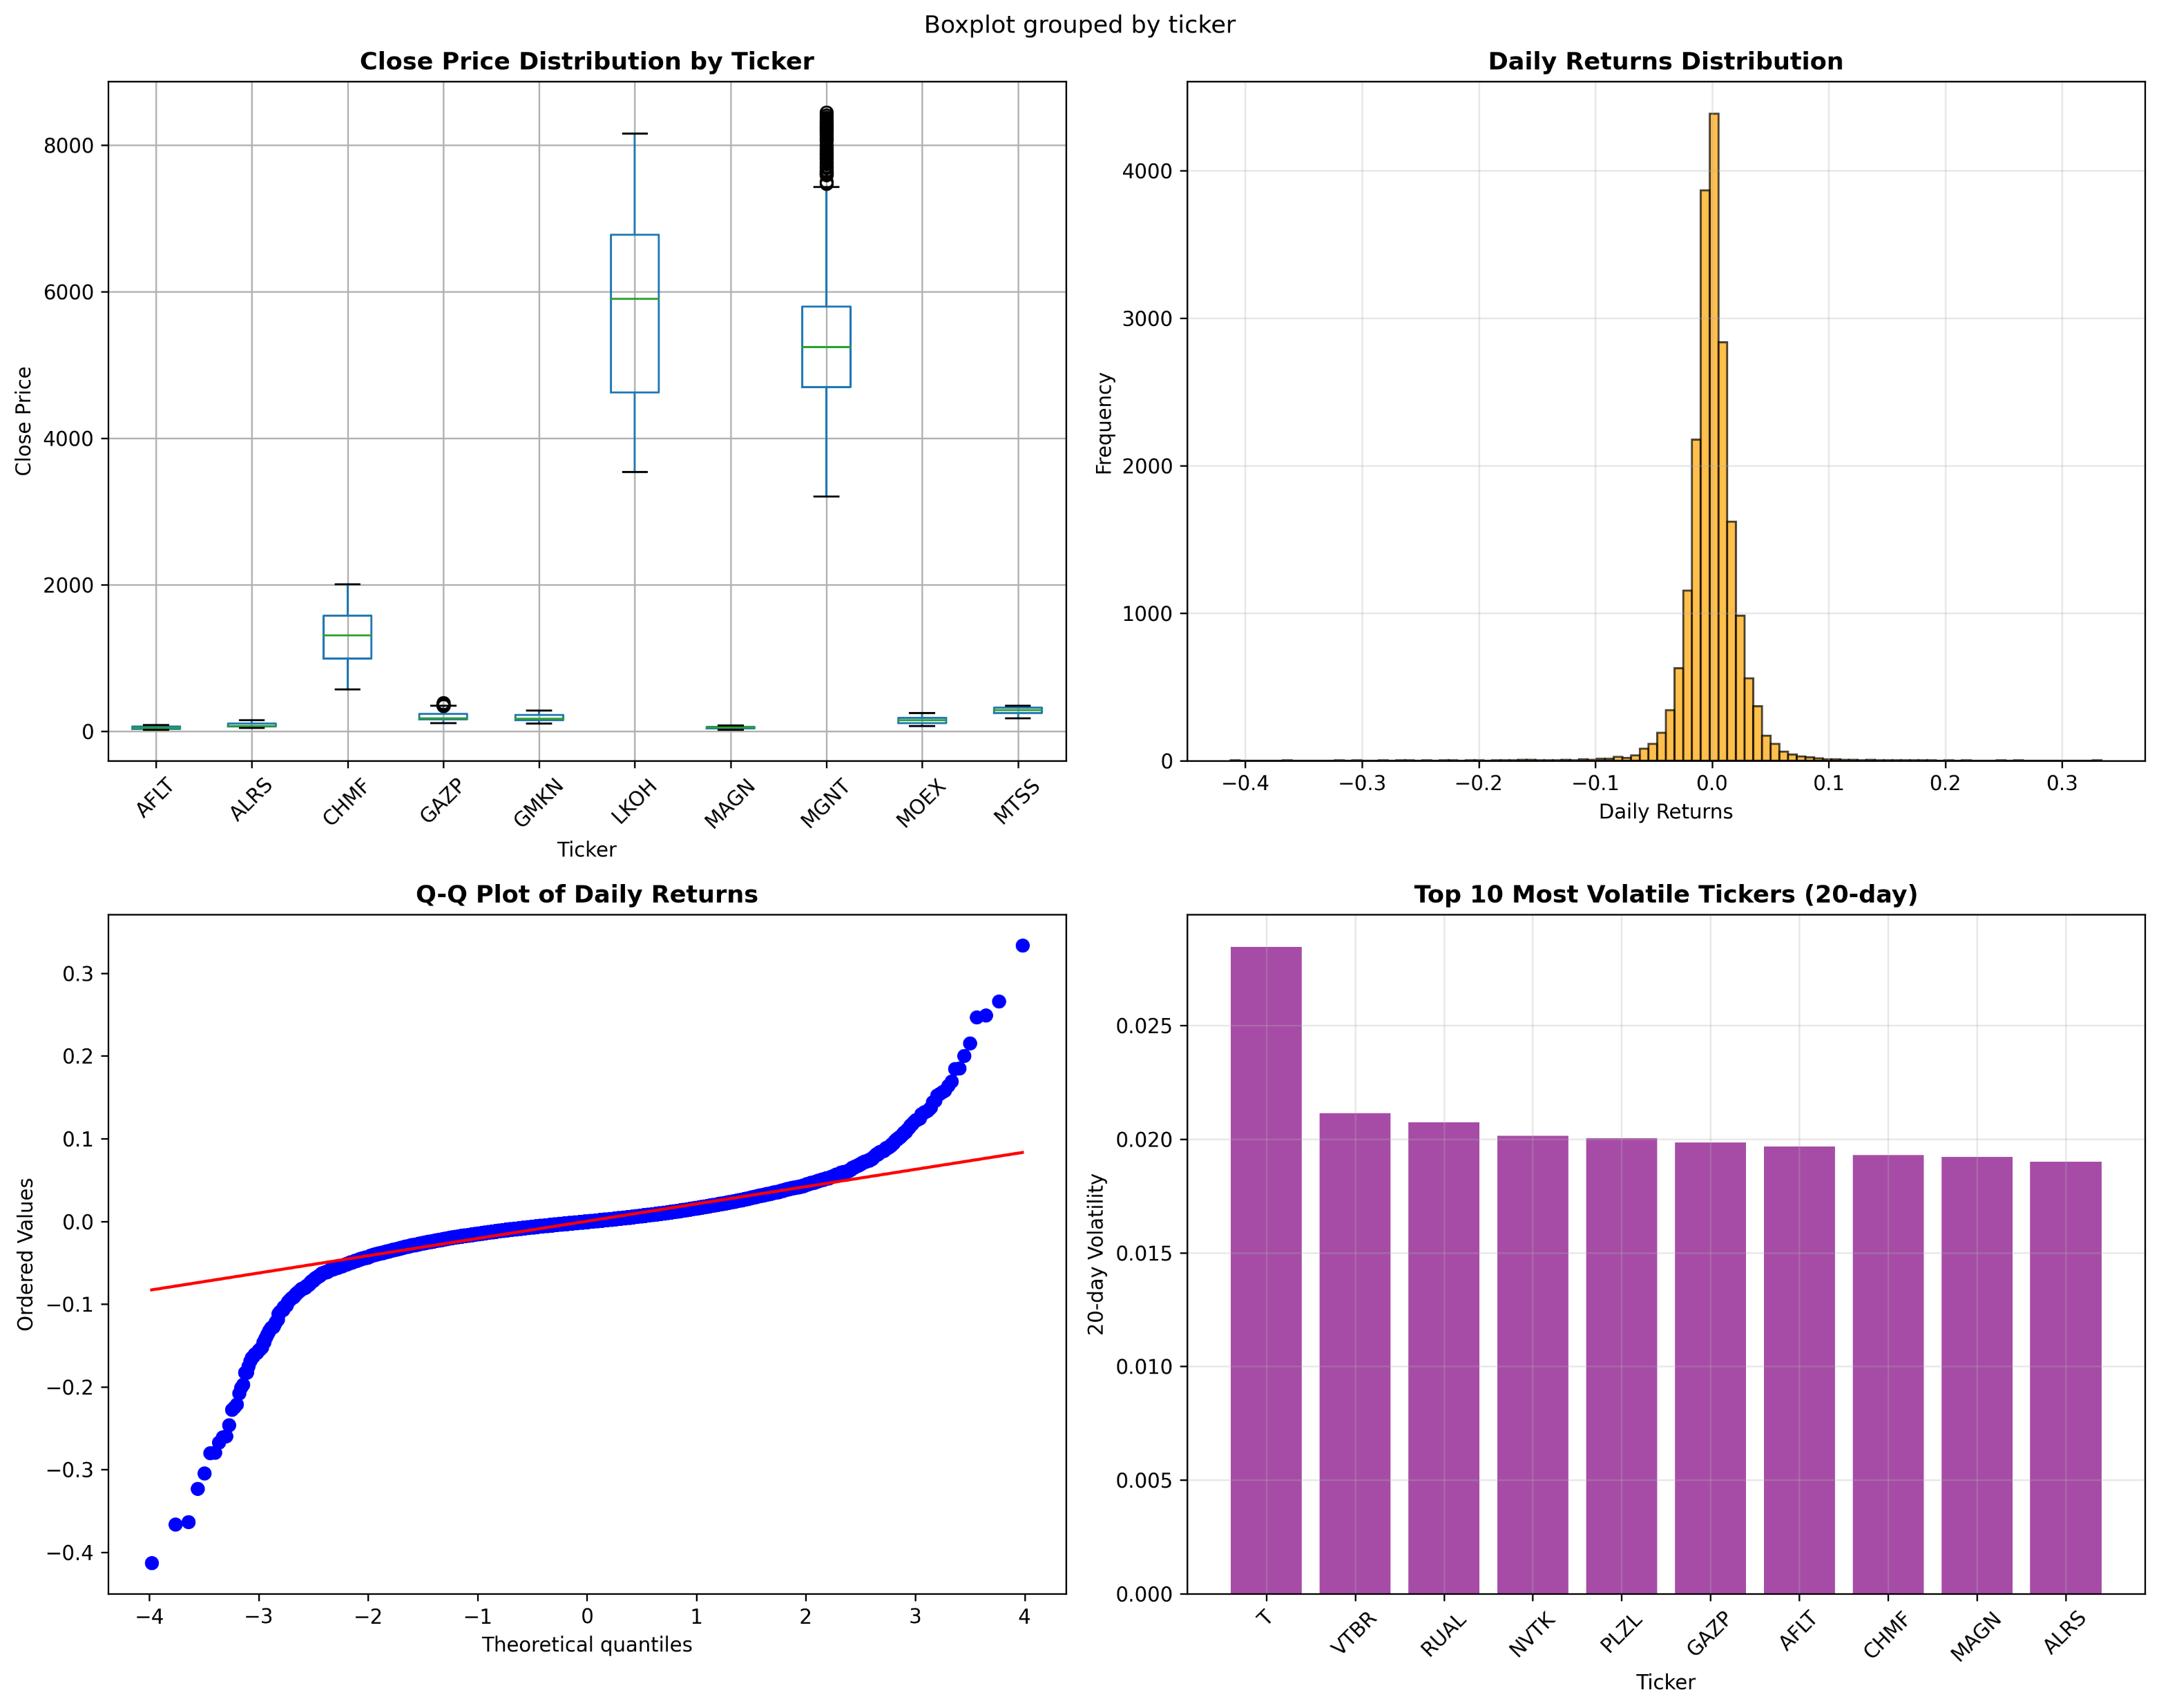 Boxplot grouped by ticker
Close Price Distribution by Ticker
Close Price
8000
6000
4000
2000
0
AFLT ALRS CHMF GAZP GMKN LKOH MAGN MGNT MOEX MTSS
Ticker
Daily Returns Distribution
Frequency
4000
3000
2000
1000
0
−0.4 −0.3 −0.2 −0.1 0.0 0.1 0.2 0.3
Daily Returns
Q-Q Plot of Daily Returns
Ordered Values
0.3
0.2
0.1
0.0
−0.1
−0.2
−0.3
−0.4
−4 −3 −2 −1 0 1 2 3 4
Theoretical quantiles
Top 10 Most Volatile Tickers (20-day)
20-day Volatility
0.025
0.020
0.015
0.010
0.005
0.000
T VTBR RUAL NVTK PLZL GAZP AFLT CHMF MAGN ALRS
Ticker